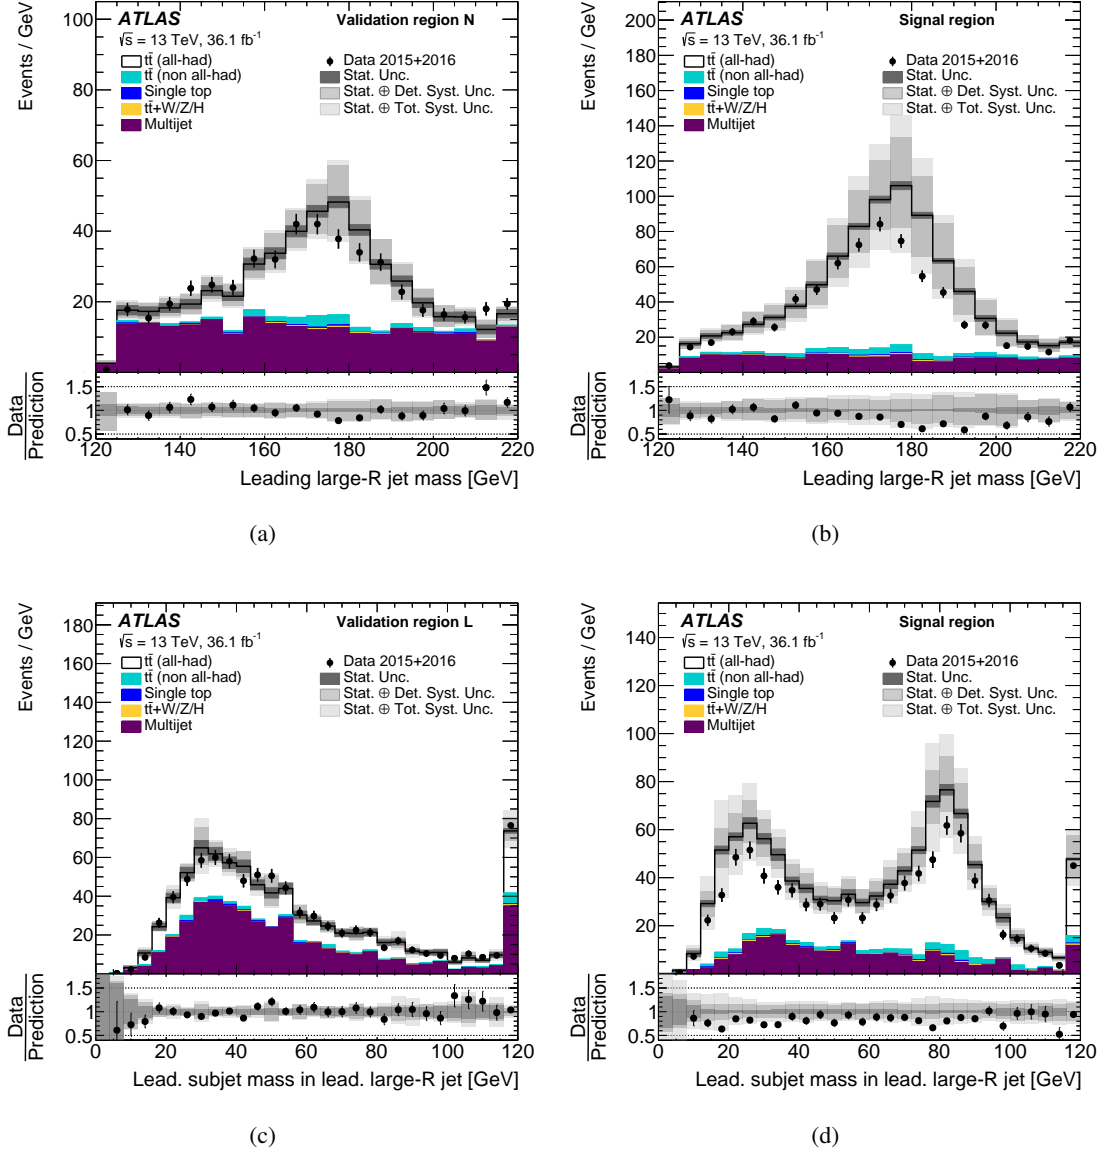 ATLAS Validation region N
√s = 13 TeV, 36.1 fb⁻¹
tt̄ (all-had) Data 2015+2016
tt̄ (non all-had) Stat. Unc.
Single top Stat. ⊕ Det. Syst. Unc.
tt̄+W/Z/H Stat. ⊕ Tot. Syst. Unc.
Multijet
Events / GeV
100
80
60
40
20
Data
Prediction
1.5
1
0.5
120 140 160 180 200 220
Leading large-R jet mass [GeV]
(a)
ATLAS Signal region
√s = 13 TeV, 36.1 fb⁻¹
tt̄ (all-had) Data 2015+2016
tt̄ (non all-had) Stat. Unc.
Single top Stat. ⊕ Det. Syst. Unc.
tt̄+W/Z/H Stat. ⊕ Tot. Syst. Unc.
Multijet
Events / GeV
200
180
160
140
120
100
80
60
40
20
Data
Prediction
1.5
1
0.5
120 140 160 180 200 220
Leading large-R jet mass [GeV]
(b)
ATLAS Validation region L
√s = 13 TeV, 36.1 fb⁻¹
tt̄ (all-had) Data 2015+2016
tt̄ (non all-had) Stat. Unc.
Single top Stat. ⊕ Det. Syst. Unc.
tt̄+W/Z/H Stat. ⊕ Tot. Syst. Unc.
Multijet
Events / GeV
180
160
140
120
100
80
60
40
20
Data
Prediction
1.5
1
0.5
0 20 40 60 80 100 120
Lead. subjet mass in lead. large-R jet [GeV]
(c)
ATLAS Signal region
√s = 13 TeV, 36.1 fb⁻¹
tt̄ (all-had) Data 2015+2016
tt̄ (non all-had) Stat. Unc.
Single top Stat. ⊕ Det. Syst. Unc.
tt̄+W/Z/H Stat. ⊕ Tot. Syst. Unc.
Multijet
Events / GeV
140
120
100
80
60
40
20
Data
Prediction
1.5
1
0.5
0 20 40 60 80 100 120
Lead. subjet mass in lead. large-R jet [GeV]
(d)